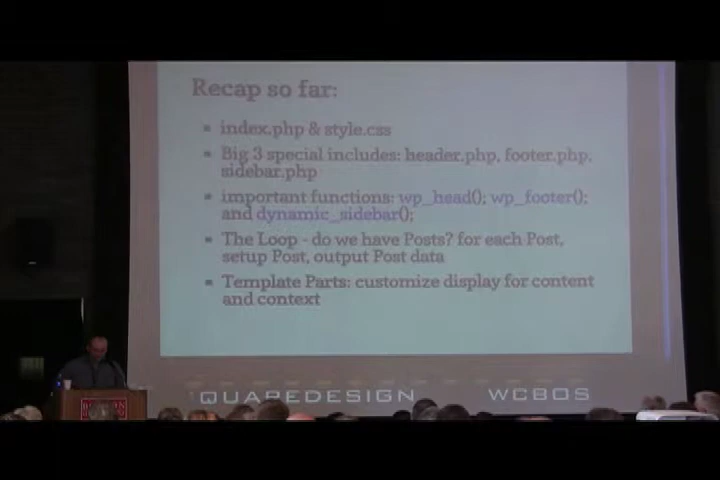 Recap so far:
index.php & style.css
Big 3 special includes: header.php, footer.php,
sidebar.php
important functions: wp_head(); wp_footer();
and dynamic_sidebar();
The Loop - do we have Posts? for each Post,
setup Post, output Post data
Template Parts: customize display for content
and context
QUAREDESIGN WCBOS